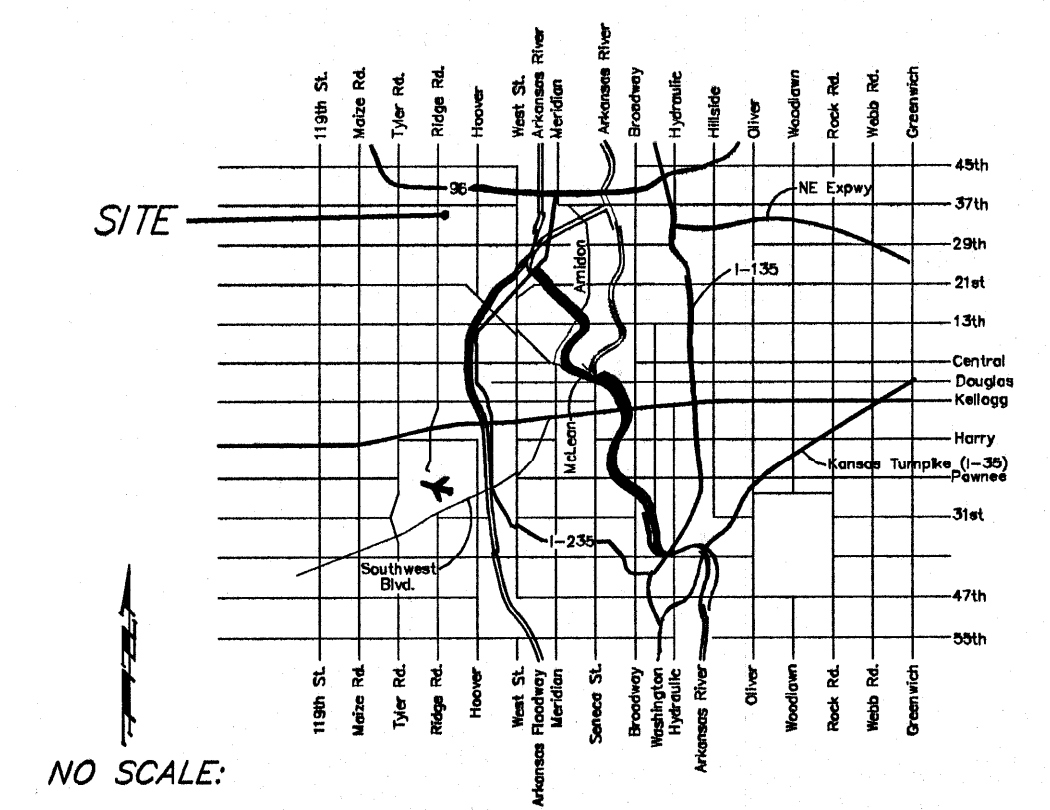 119th St.
Maize Rd.
Tyler Rd.
Ridge Rd.
Hoover
West St.
Arkansas River
Meridian
Arkansas River
Broadway
Hydraulic
Hillside
Oliver
Woodlawn
Rock Rd.
Webb Rd.
Greenwich
45th
96
NE Expwy
37th
SITE
29th
Amidon
I-135
21st
13th
Central
Douglas
Kellogg
McLean
Harry
Kansas Turnpike (I-35)
Pawnee
31st
I-235
Southwest
Blvd.
47th
55th
119th St.
Maize Rd.
Tyler Rd.
Ridge Rd.
Hoover
West St.
Arkansas Floodway
Meridian
Seneca St.
Broadway
Washington
Hydraulic
Arkansas River
Oliver
Woodlawn
Rock Rd.
Webb Rd.
Greenwich
NO SCALE: